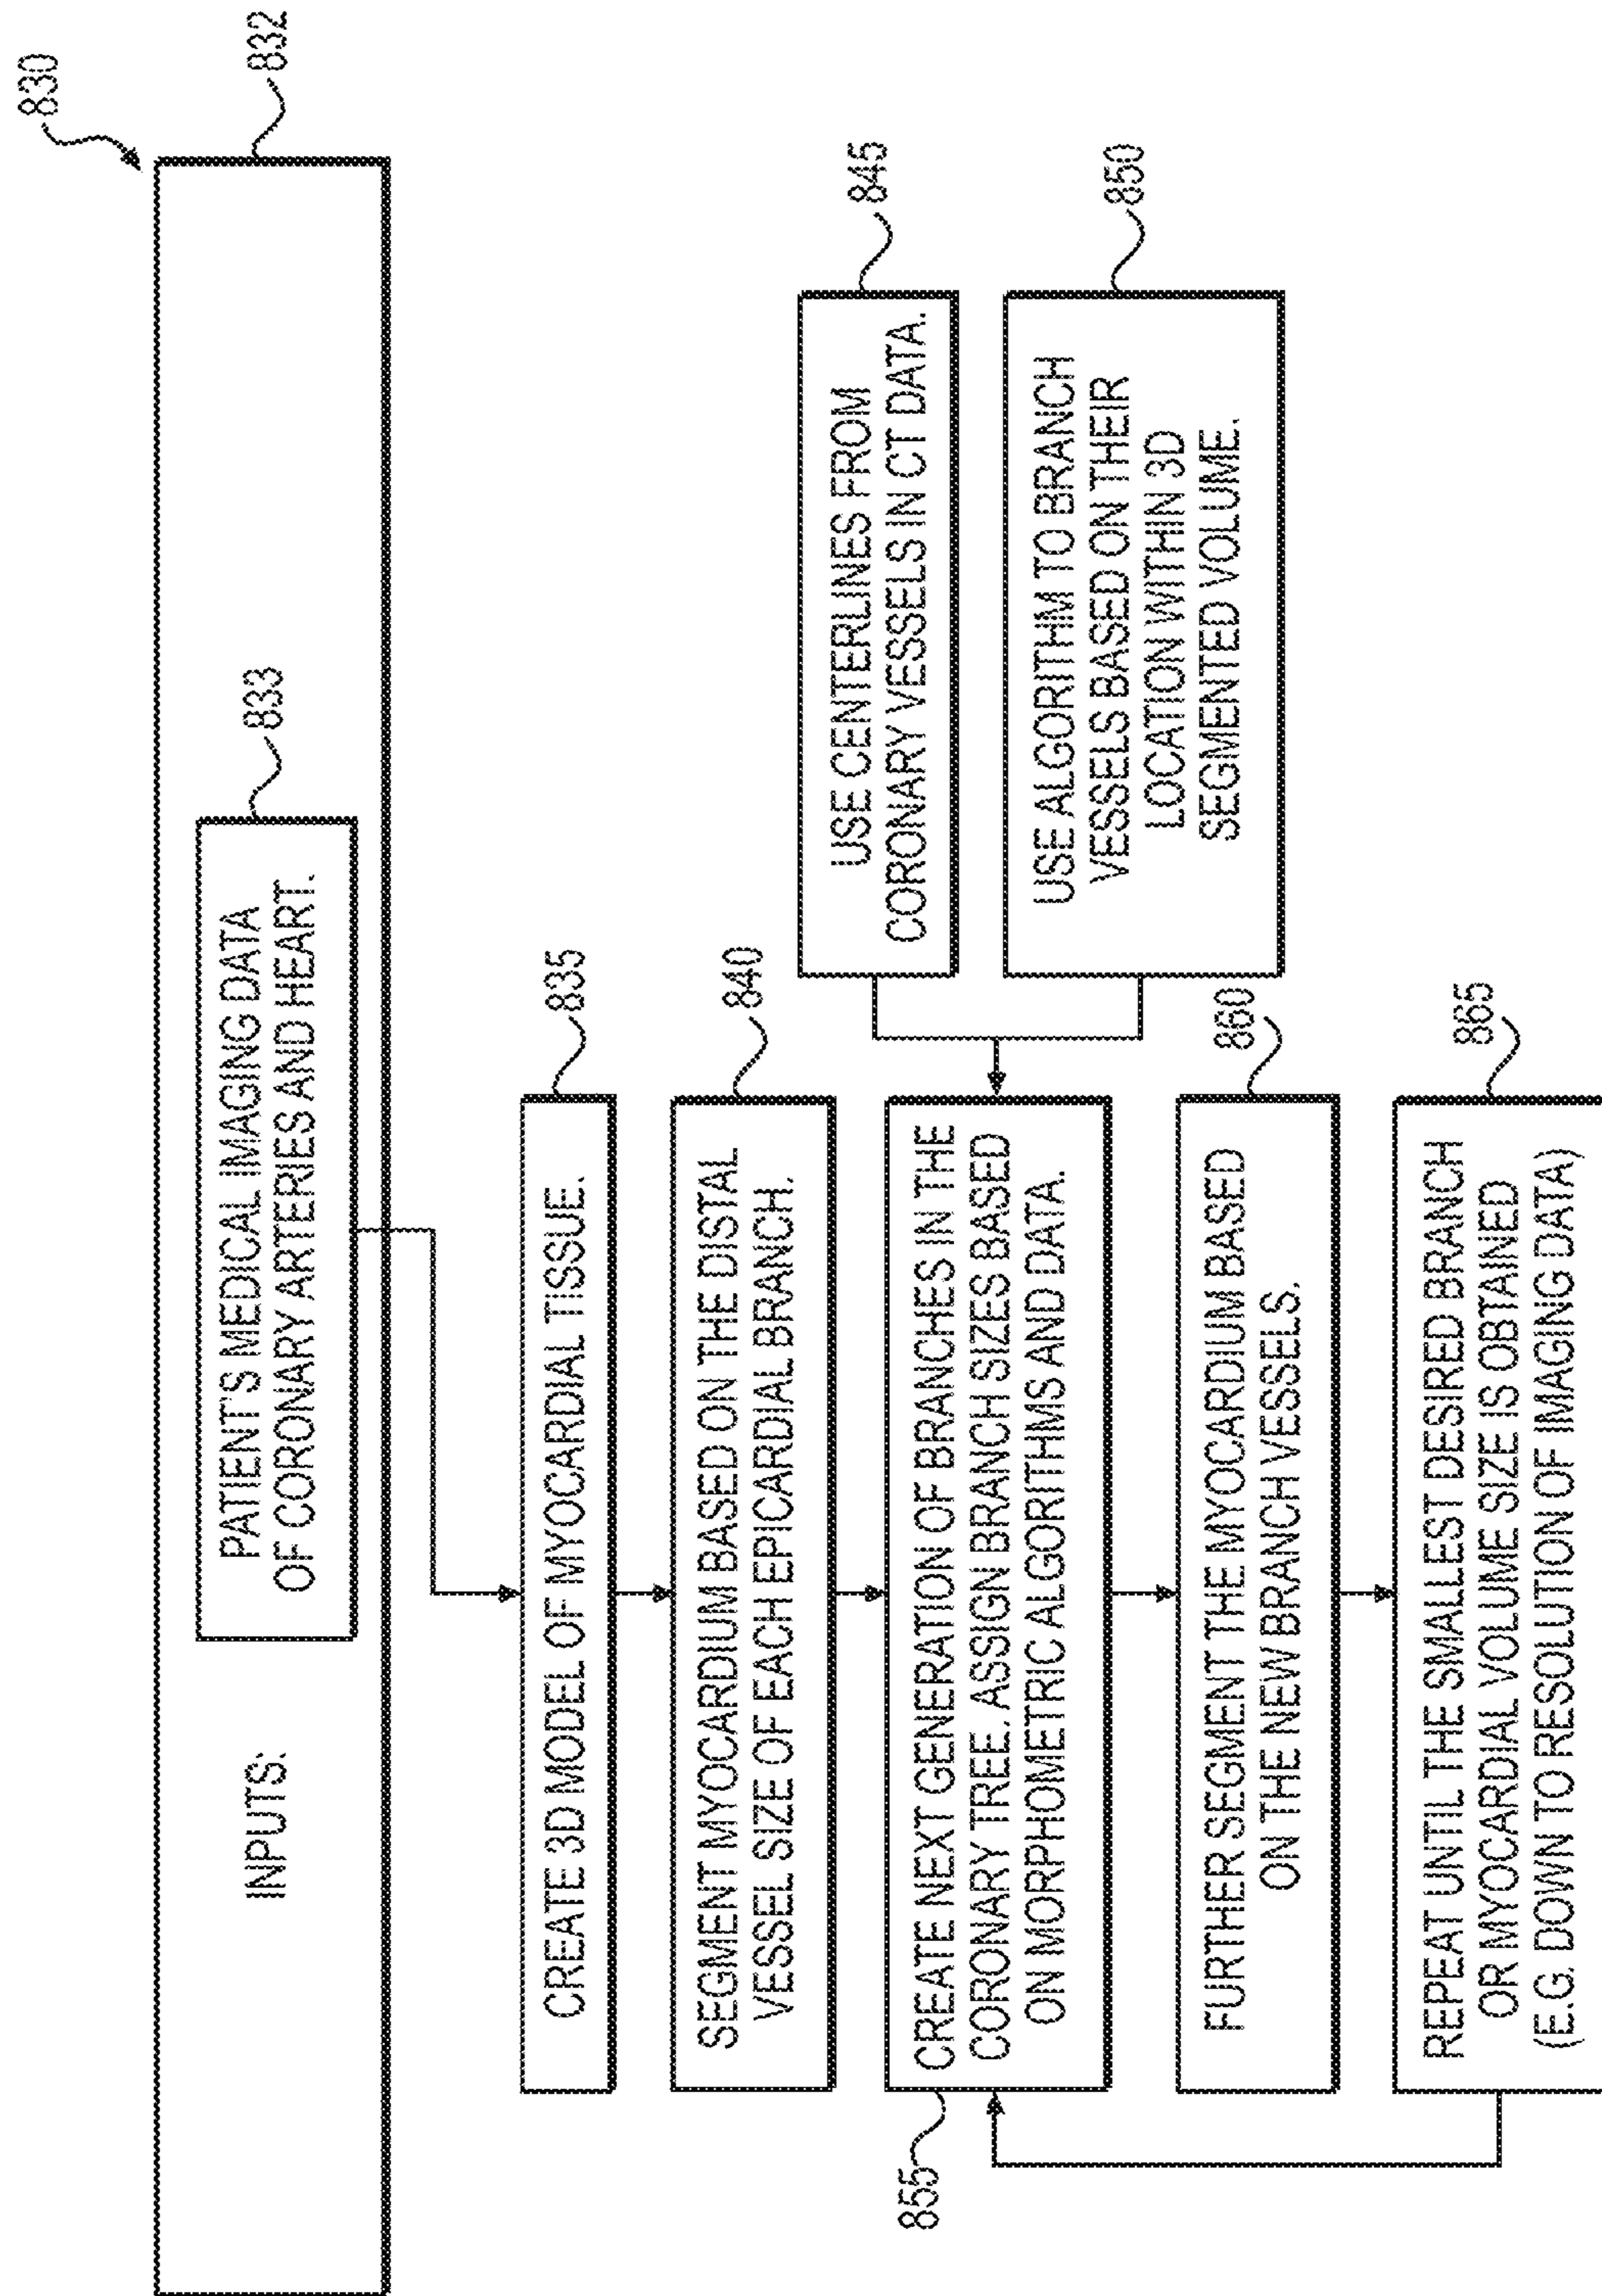 830
832
INPUTS:
833
PATIENT'S MEDICAL IMAGING DATA
OF CORONARY ARTERIES AND HEART.
835
CREATE 3D MODEL OF MYOCARDIAL TISSUE.
840
SEGMENT MYOCARDIUM BASED ON THE DISTAL
VESSEL SIZE OF EACH EPICARDIAL BRANCH.
845
USE CENTERLINES FROM
CORONARY VESSELS IN CT DATA.
850
USE ALGORITHM TO BRANCH
VESSELS BASED ON THEIR
LOCATION WITHIN 3D
SEGMENTED VOLUME.
855
CREATE NEXT GENERATION OF BRANCHES IN THE
CORONARY TREE. ASSIGN BRANCH SIZES BASED
ON MORPHOMETRIC ALGORITHMS AND DATA.
860
FURTHER SEGMENT THE MYOCARDIUM BASED
ON THE NEW BRANCH VESSELS.
865
REPEAT UNTIL THE SMALLEST DESIRED BRANCH
OR MYOCARDIAL VOLUME SIZE IS OBTAINED
(E.G. DOWN TO RESOLUTION OF IMAGING DATA)